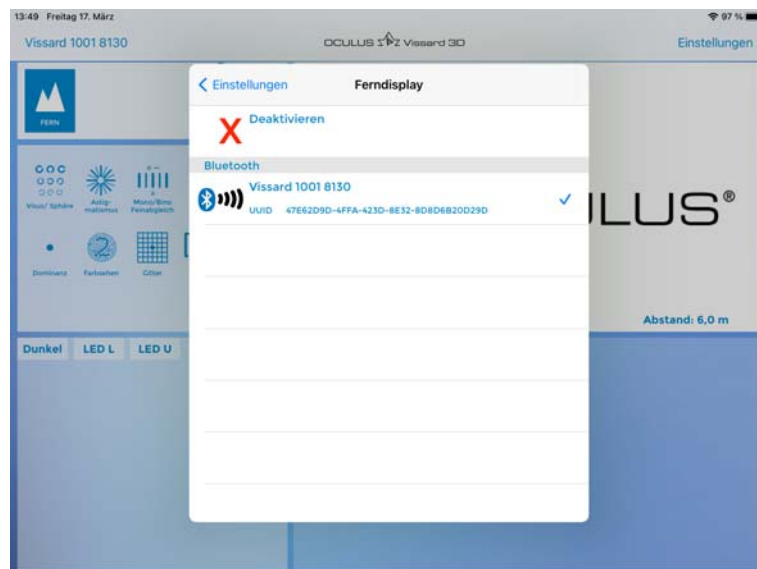 13:49 Freitag 17. März
97 %
Vissard 1001 8130
OCULUS SZ Vissard 3D
Einstellungen
Einstellungen
Ferndisplay
Deaktivieren
Bluetooth
Vissard 1001 8130
UUID 47E62D9D-4FFA-423D-8E32-8D8D6B20D29D
FERN
Visus/ Sphäre
Astig-
matismus
Mono/Bino
Feinabgleich
Dominanz
Farbsehen
Gitter
LUS®
Abstand: 6,0 m
Dunkel
LED L
LED U